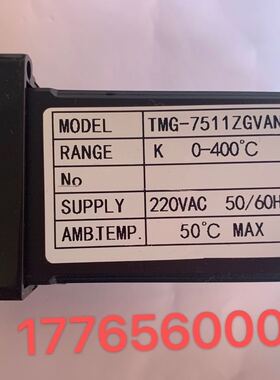 MODEL TMG-7511ZGVAN
RANGE K 0-400℃
No
SUPPLY 220VAC 50/60H
AMB.TEMP. 50℃ MAX
177656000